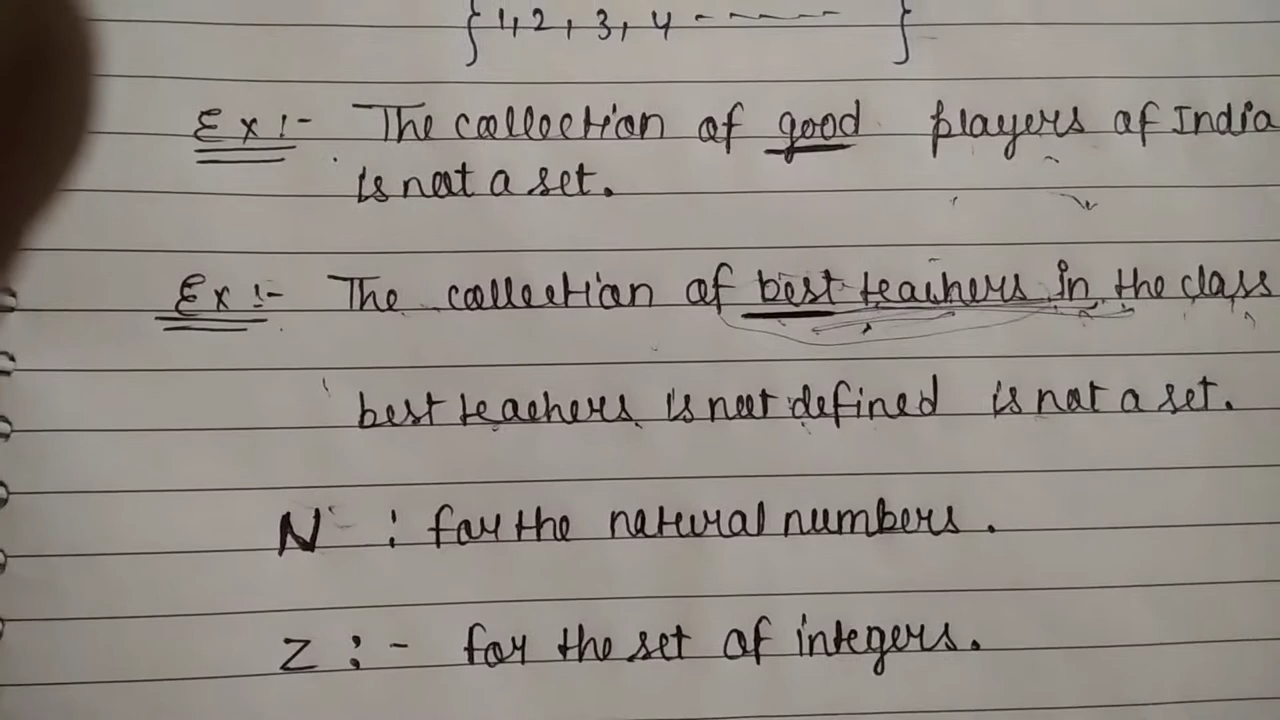 { 1, 2, 3, 4 ------ }
Ex :- The collection of good players of India
is not a set.
Ex :- The collection of best teachers in the class
best teachers is not defined is not a set.
N : for the natural numbers.
Z : - for the set of integers.